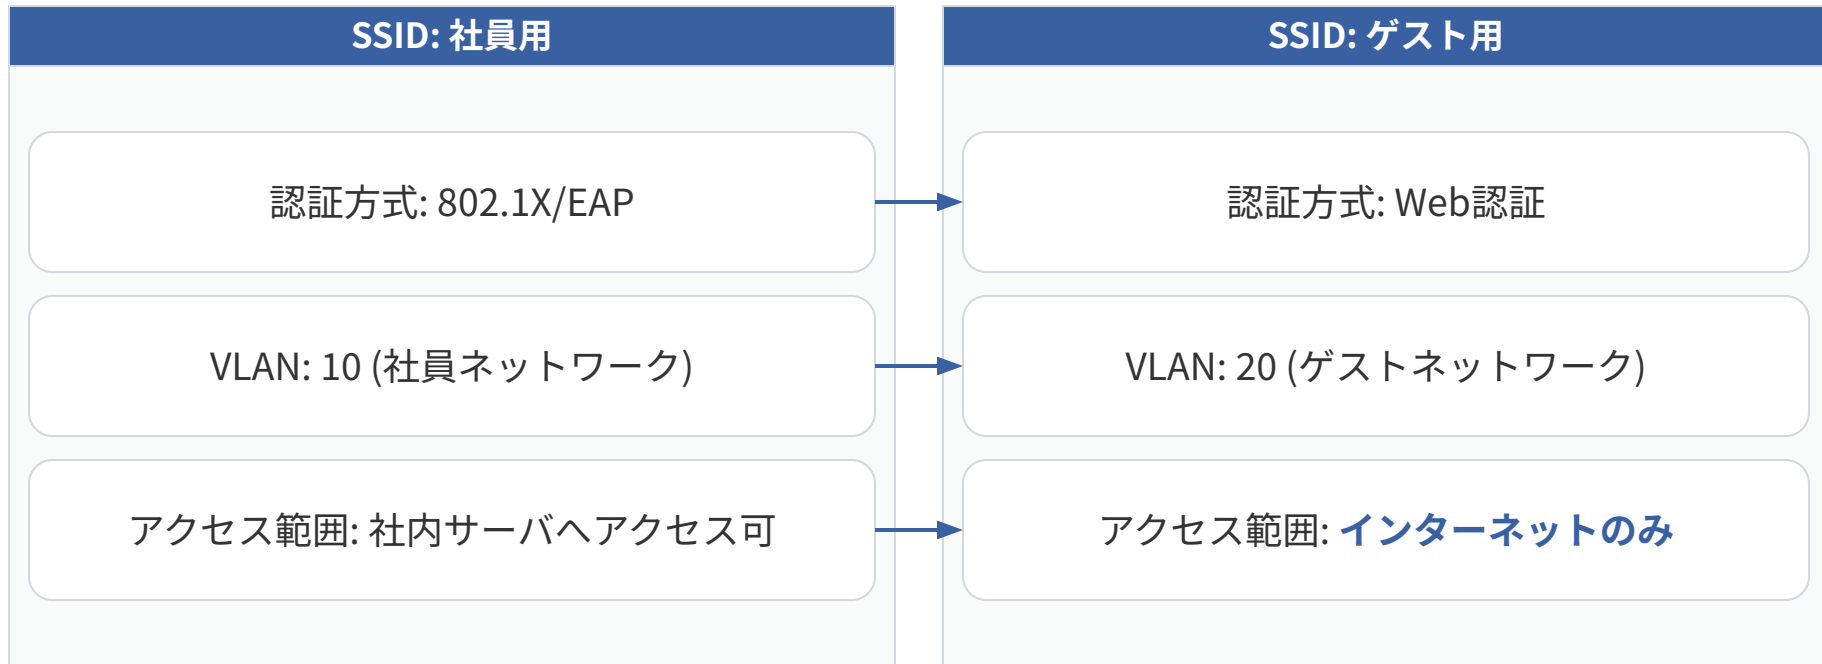 SSID: 社員用
認証方式: 802.1X/EAP
VLAN: 10 (社員ネットワーク)
アクセス範囲: 社内サーバへアクセス可
SSID: ゲスト用
認証方式: Web認証
VLAN: 20 (ゲストネットワーク)
アクセス範囲: インターネットのみ